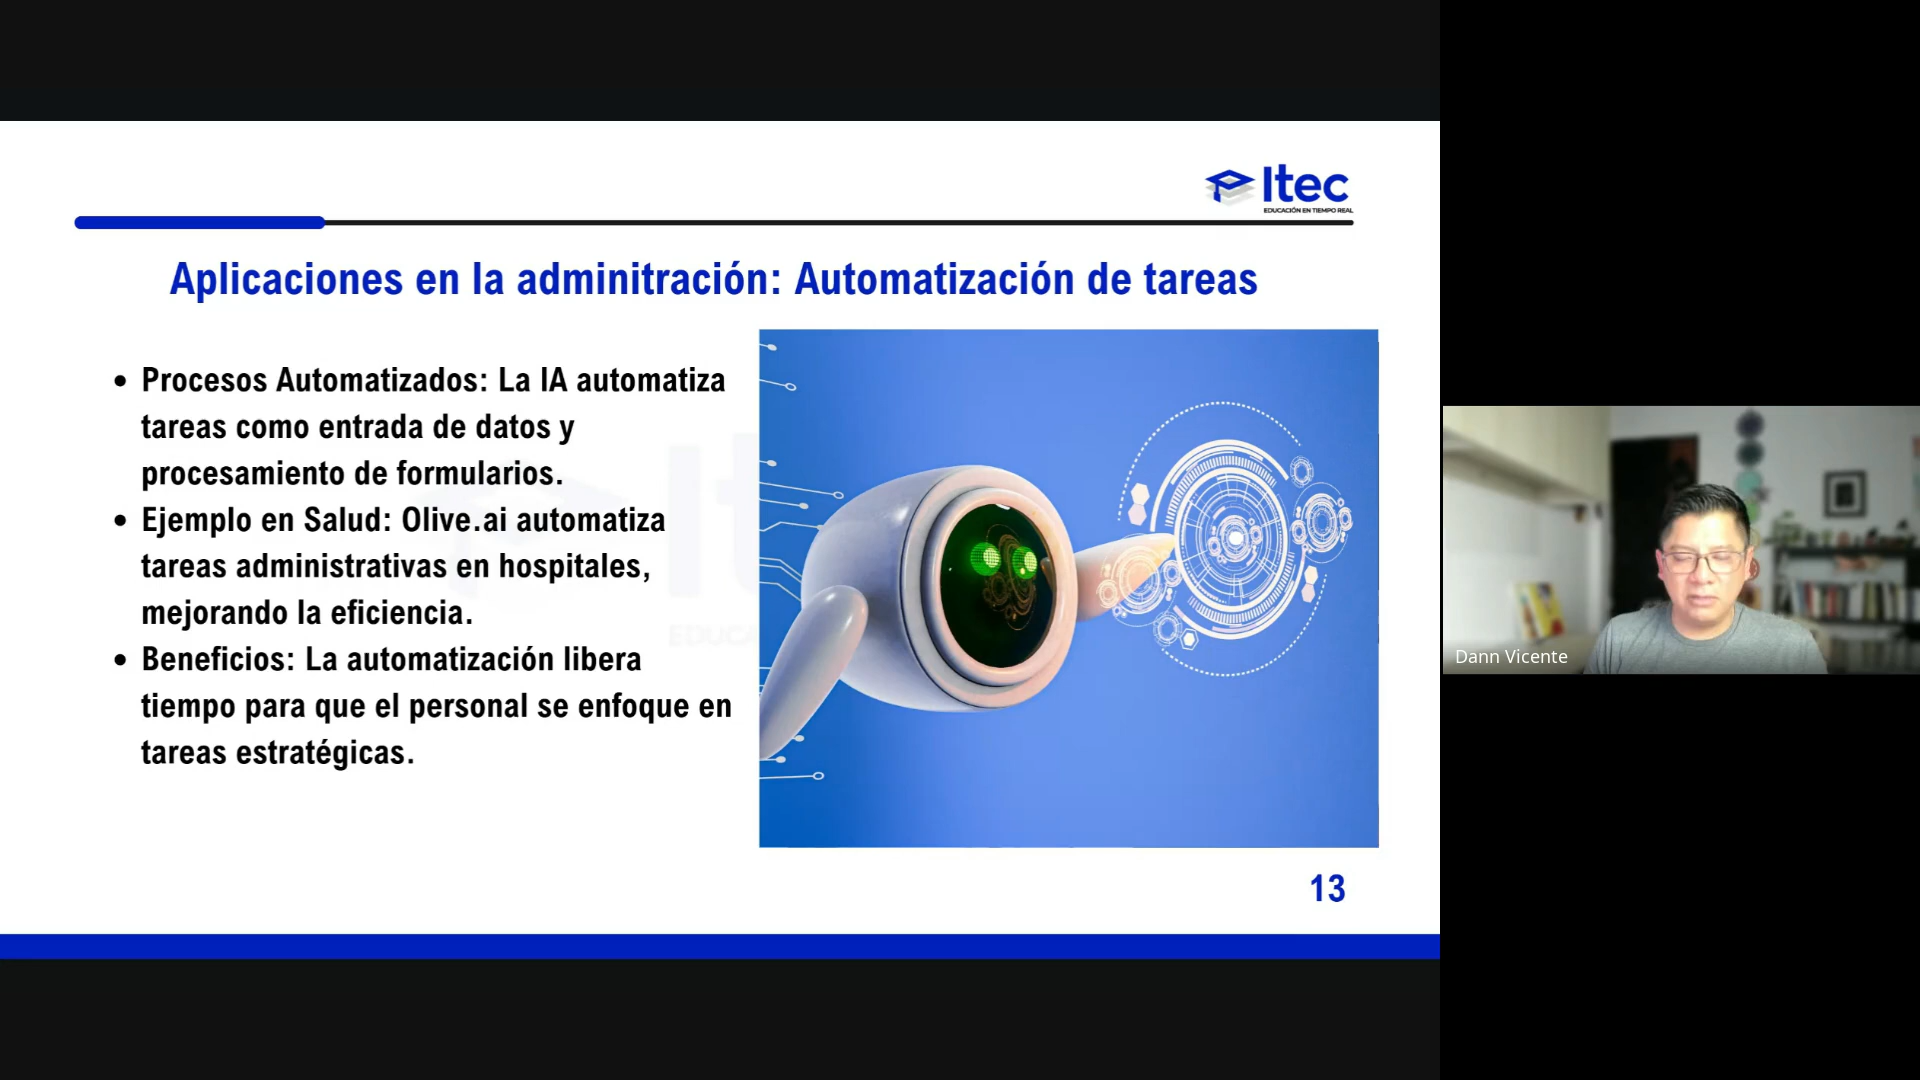 Itec
EDUCACIÓN EN TIEMPO REAL
Aplicaciones en la adminitración: Automatización de tareas
• Procesos Automatizados: La IA automatiza
tareas como entrada de datos y
procesamiento de formularios.
• Ejemplo en Salud: Olive.ai automatiza
tareas administrativas en hospitales,
mejorando la eficiencia.
• Beneficios: La automatización libera
tiempo para que el personal se enfoque en
tareas estratégicas.
13
Dann Vicente